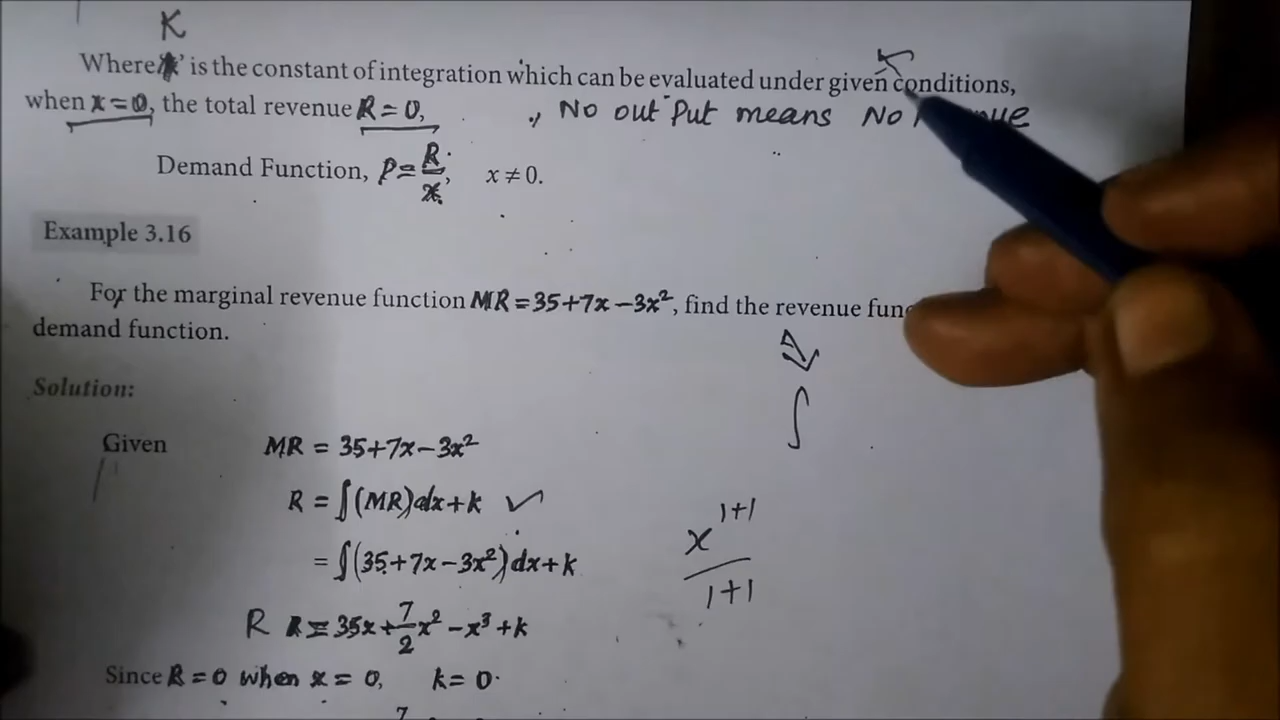 K
Where 'k' is the constant of integration which can be evaluated under given conditions,
when x = 0, the total revenue R = 0, ., No out Put means No
Demand Function, P = R/x, x ≠ 0.
Example 3.16
For the marginal revenue function MR = 35+7x−3x², find the revenue
demand function.
Solution:
Given MR = 35+7x−3x²
R = ∫(MR)dx+k ✓
= ∫(35+7x−3x²)dx+k
R R = 35x+7/2x²−x³+k
∫
x^1+1/1+1
Since R = 0 when x = 0, k = 0.
7